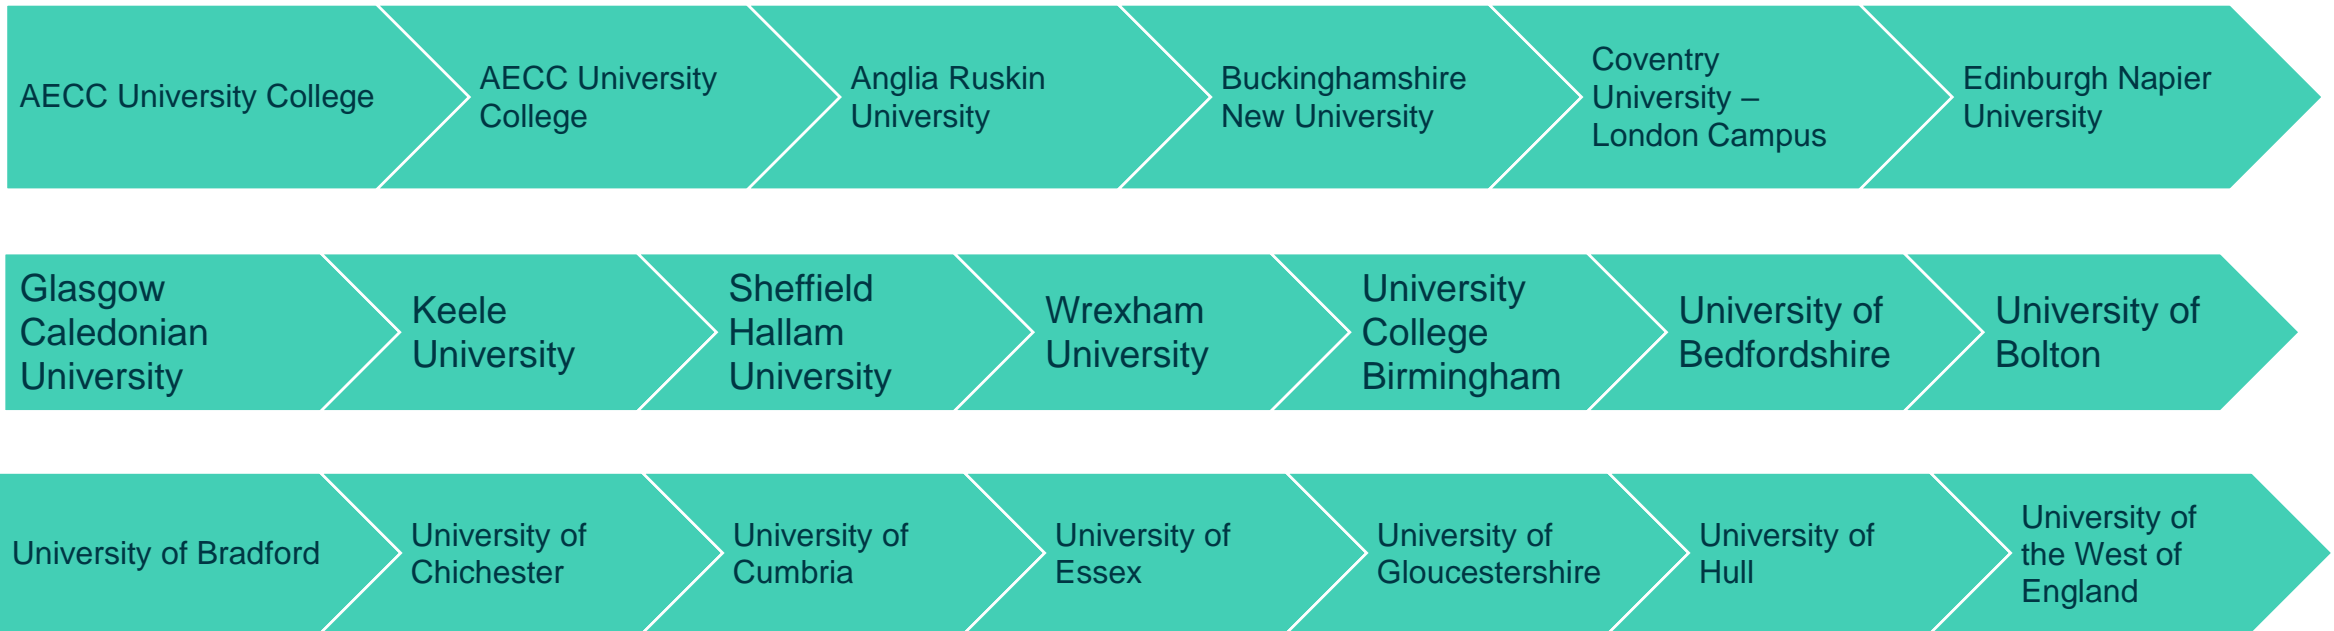 AECC University College
AECC University
College
Anglia Ruskin
University
Buckinghamshire
New University
Coventry
University –
London Campus
Edinburgh Napier
University
Glasgow
Caledonian
University
Keele
University
Sheffield
Hallam
University
Wrexham
University
University
College
Birmingham
University of
Bedfordshire
University of
Bolton
University of Bradford
University of
Chichester
University of
Cumbria
University of
Essex
University of
Gloucestershire
University of
Hull
University of
the West of
England